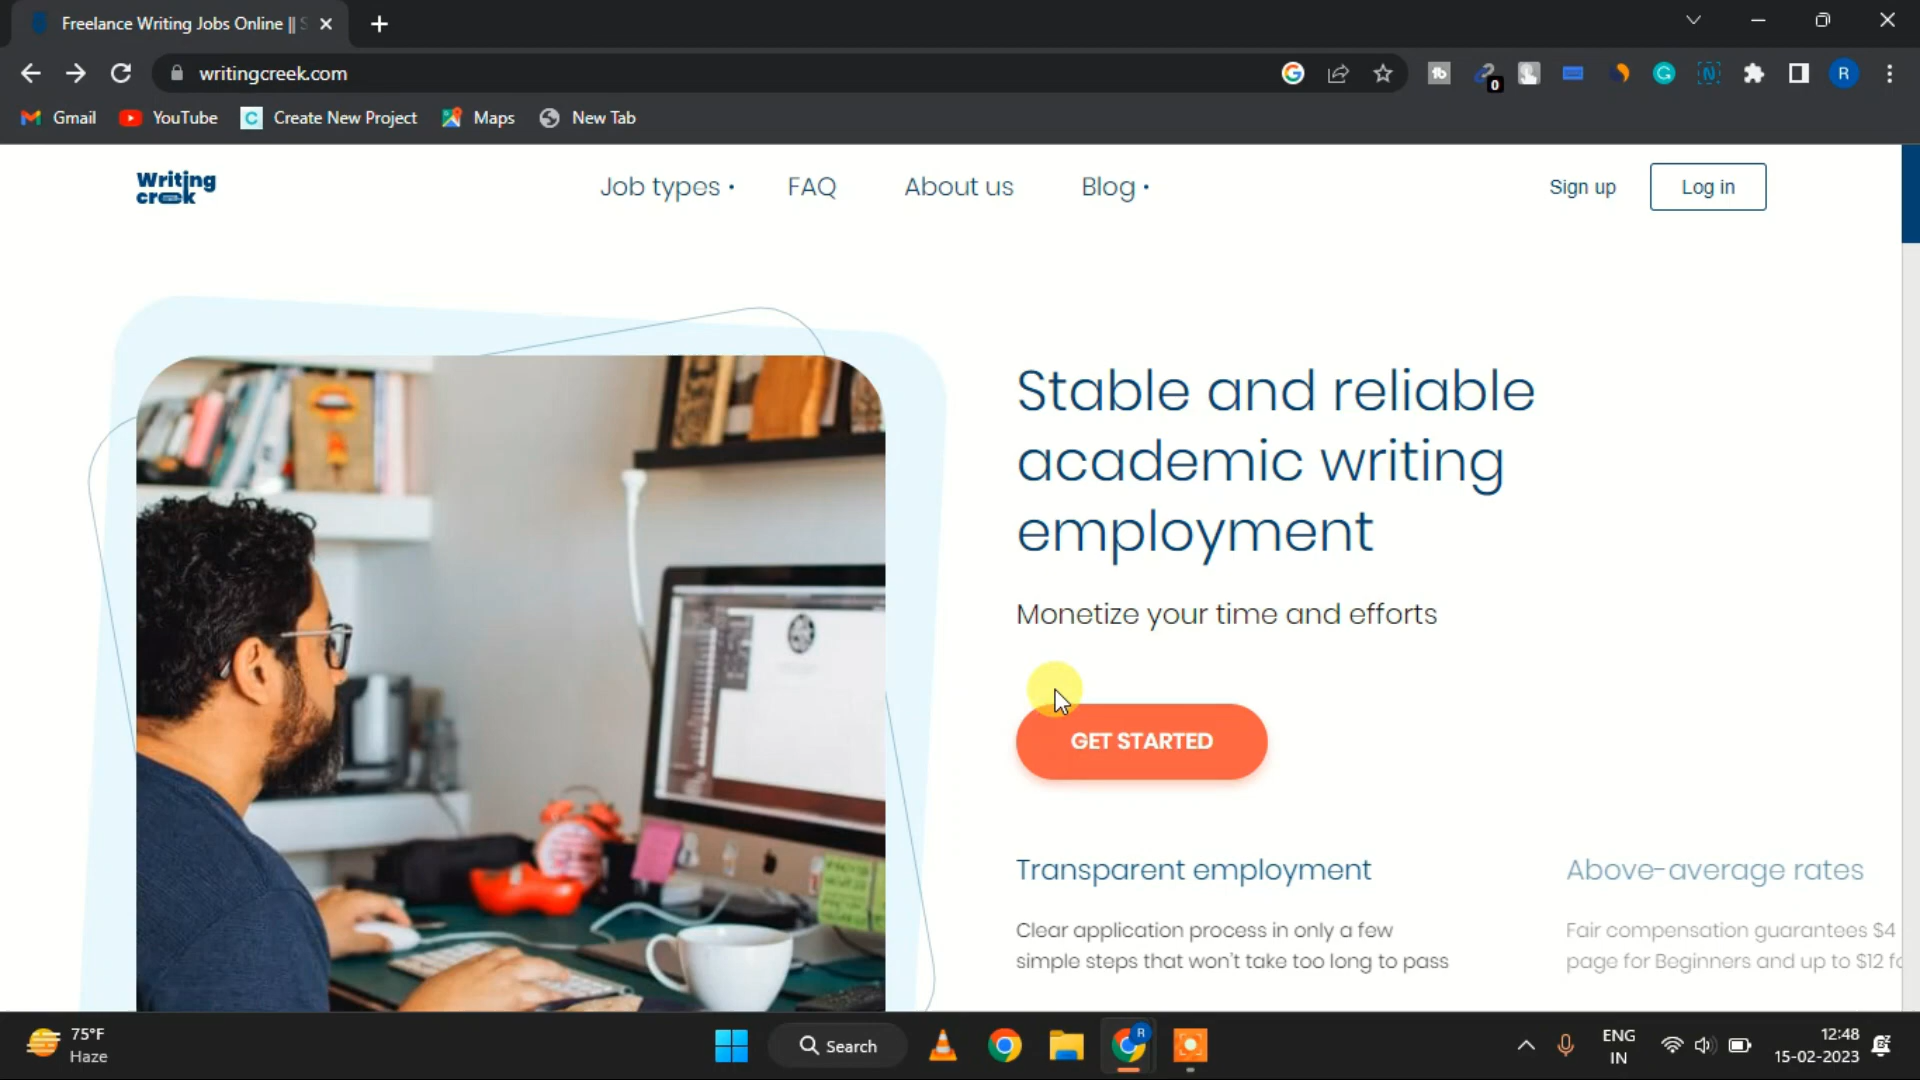 Freelance Writing Jobs Online || S
writingcreek.com
0
R
Gmail
YouTube
Create New Project
Maps
New Tab
Writing
creek
Job types •
FAQ
About us
Blog •
Sign up
Log in
Stable and reliable
academic writing
employment
Monetize your time and efforts
GET STARTED
Transparent employment
Clear application process in only a few
simple steps that won't take too long to pass
Above-average rates
Fair compensation guarantees $4
page for Beginners and up to $12 fo
75°F
Haze
Search
R
ENG
IN
12:48
15-02-2023